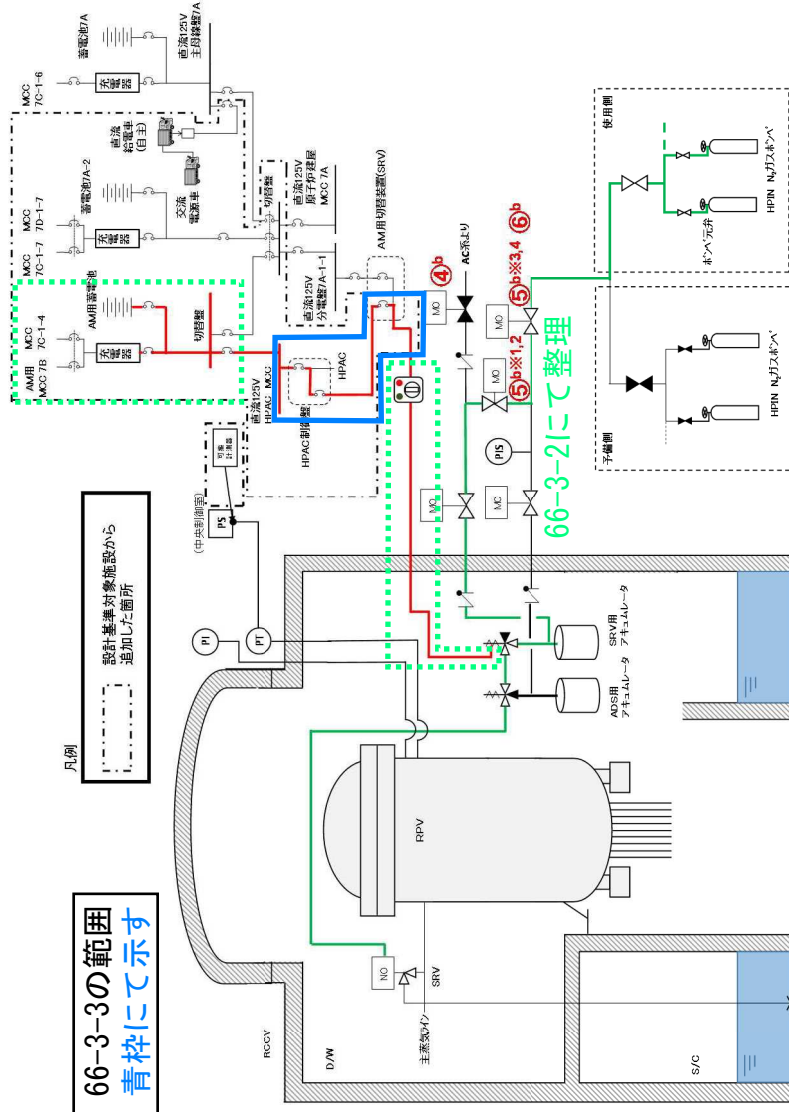 66-3-3の範囲
青枠にて示す
凡例
設計基準対象施設から
追加した箇所
MCC
7C-1-6
充電器
蓄電池7A
直流125V
主母線盤7A
直流
給電車
(自主)
交流
電源車
MCC
7C-1-7
MCC
7D-1-7
充電器
蓄電池7A-2
切替盤
直流125V
原子炉建屋
MCC 7A
AM用
MCC 7B
MCC
7C-1-4
充電器
AM用蓄電池
切替盤
直流125V
分電盤7A-1-1
AM用切替装置(SRV)
直流125V
HPAC MCC
HPAC制御盤
HPAC
(中央制御室)
可搬
計測器
PS
PI
PT
MO
④b
AC系より
MO
MO
⑤b※1,2
MO
⑤b※3,4
⑥b
MC
PIS
66-3-2にて整理
使用側
ボンベ元弁
HPIN N₂ガスボンベ
予備側
HPIN N₂ガスボンベ
RCCV
D/W
RPV
NO
SRV
主蒸気ライン
ADS用
アキュムレータ
SRV用
アキュムレータ
S/C